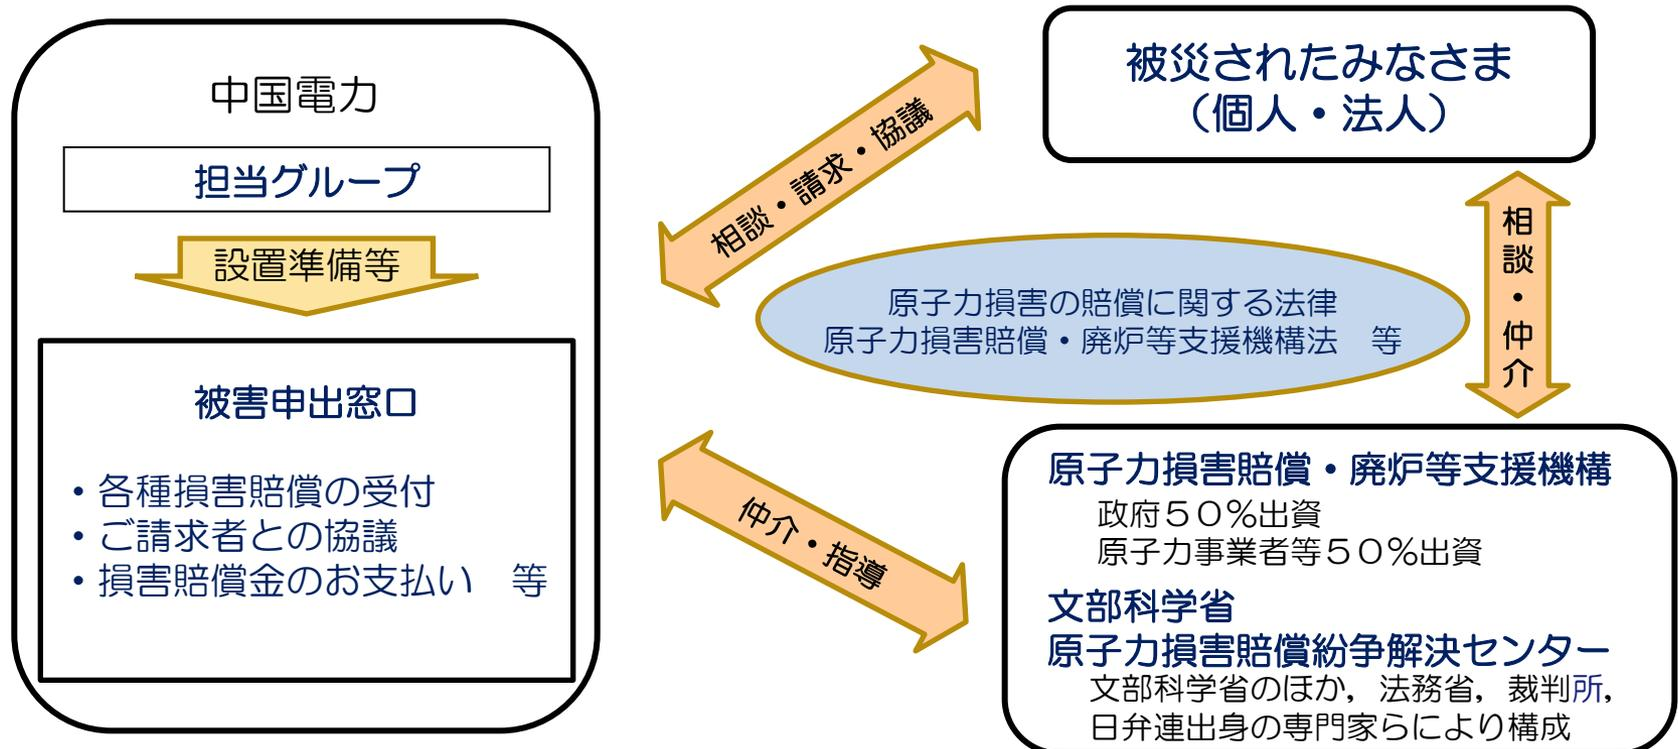 中国電力
担当グループ
設置準備等
被害申出窓口
・各種損害賠償の受付
・ご請求者との協議
・損害賠償金のお支払い　等
相談・請求・協議
被災されたみなさま
（個人・法人）
相談・仲介
原子力損害の賠償に関する法律
原子力損害賠償・廃炉等支援機構法　等
仲介・指導
原子力損害賠償・廃炉等支援機構
政府５０％出資
原子力事業者等５０％出資
文部科学省
原子力損害賠償紛争解決センター
文部科学省のほか，法務省，裁判所，
日弁連出身の専門家らにより構成